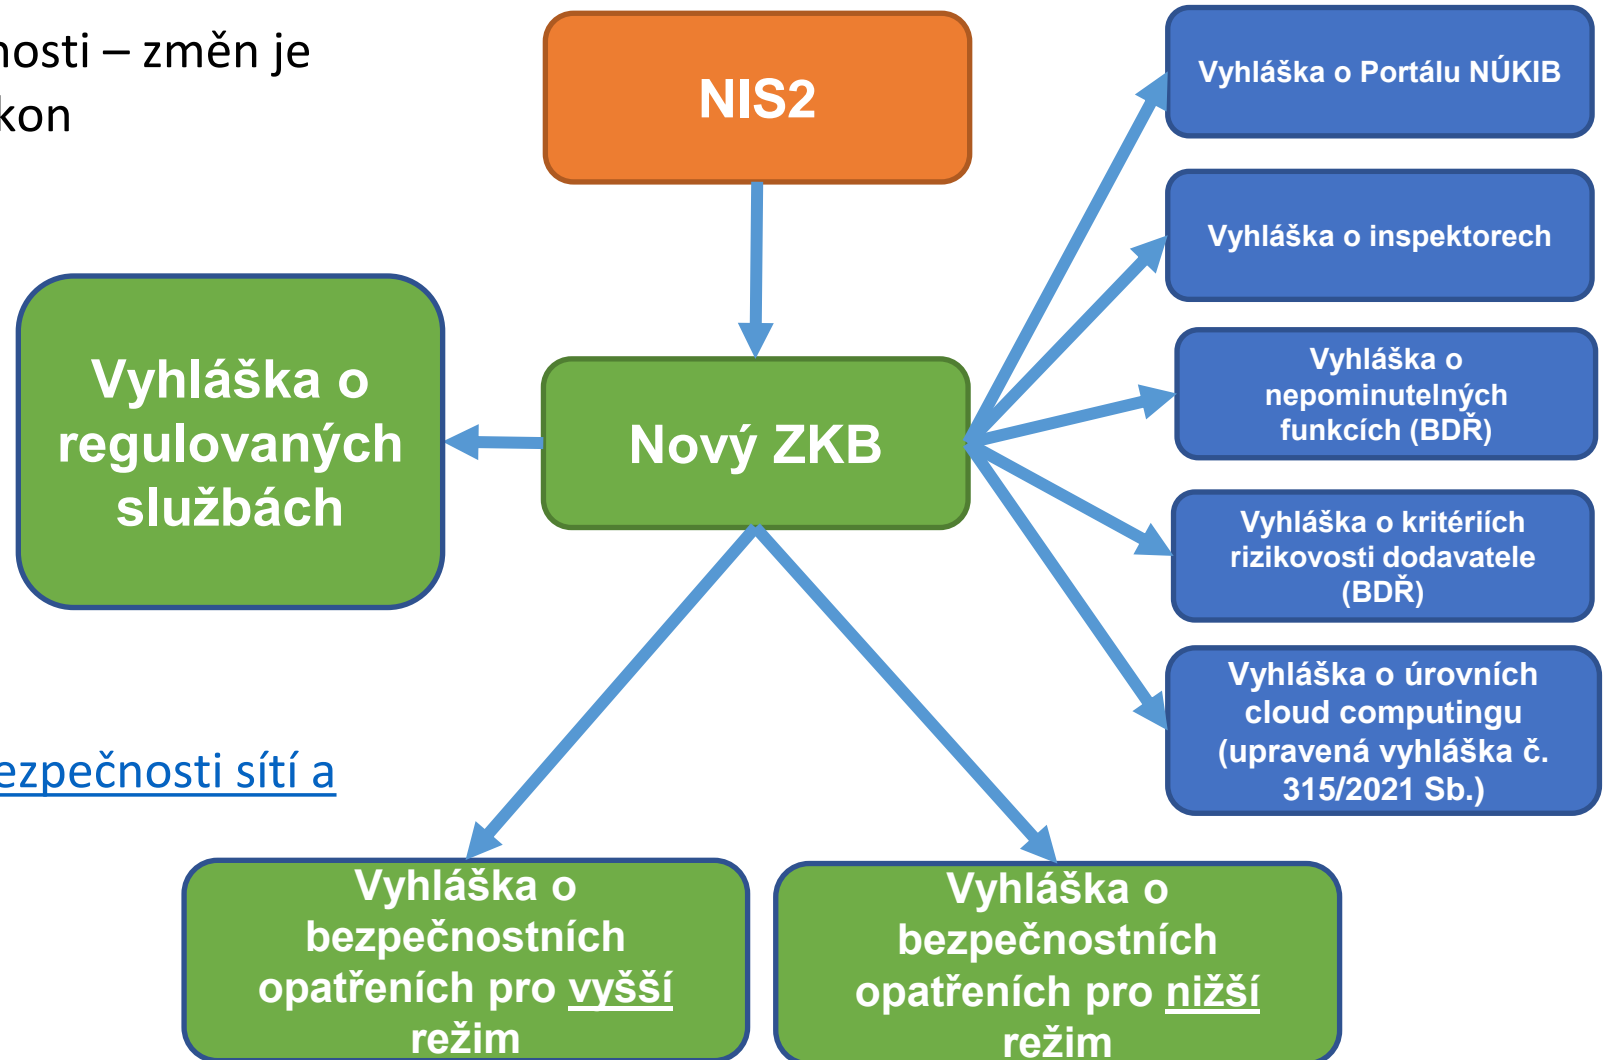 nosti – změn je
kon
NIS2
Vyhláška o Portálu NÚKIB
Vyhláška o inspektorech
Vyhláška o
regulovaných
službách
Nový ZKB
Vyhláška o
nepominutelných
funkcích (BDŘ)
Vyhláška o kritériích
rizikovosti dodavatele
(BDŘ)
Vyhláška o úrovních
cloud computingu
(upravená vyhláška č.
315/2021 Sb.)
ezpečnosti sítí a
Vyhláška o
bezpečnostních
opatřeních pro vyšší
režim
Vyhláška o
bezpečnostních
opatřeních pro nižší
režim